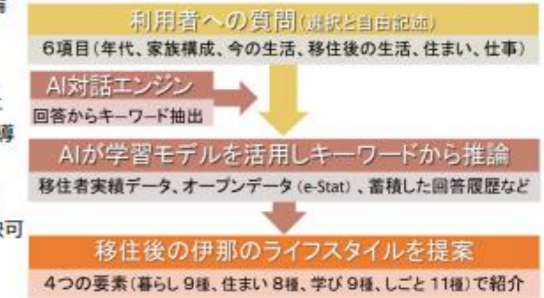 利用者への質問(選択と自由記述)
6項目(年代、家族構成、今の生活、移住後の生活、住まい、仕事)
AI対話エンジン
回答からキーワード抽出
導
AIが学習モデルを活用しキーワードから推論
移住者実績データ、オープンデータ(e-Stat)、蓄積した回答履歴など
可
移住後の伊那のライフスタイルを提案
4つの要素(暮らし9種、住まい8種、学び9種、しごと11種)で紹介